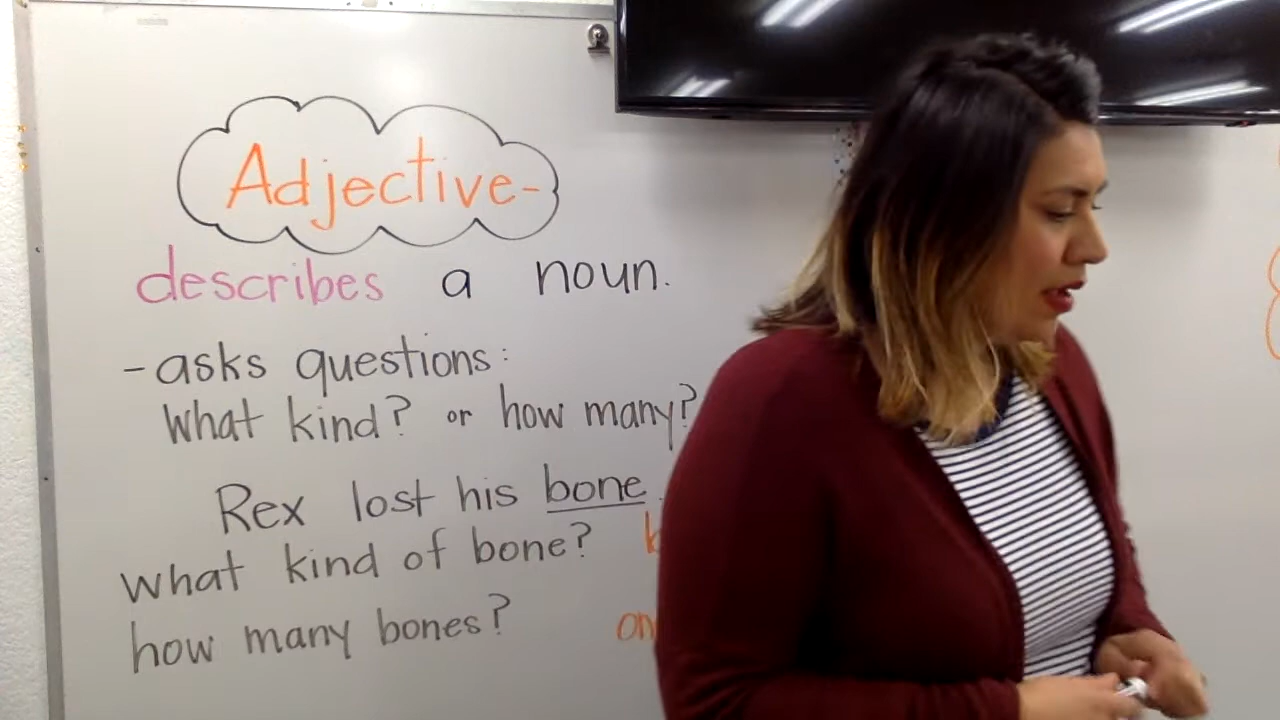 Adjective-
describes a noun.
- asks questions:
What kind? or how many?
Rex lost his bone.
what kind of bone?
how many bones?